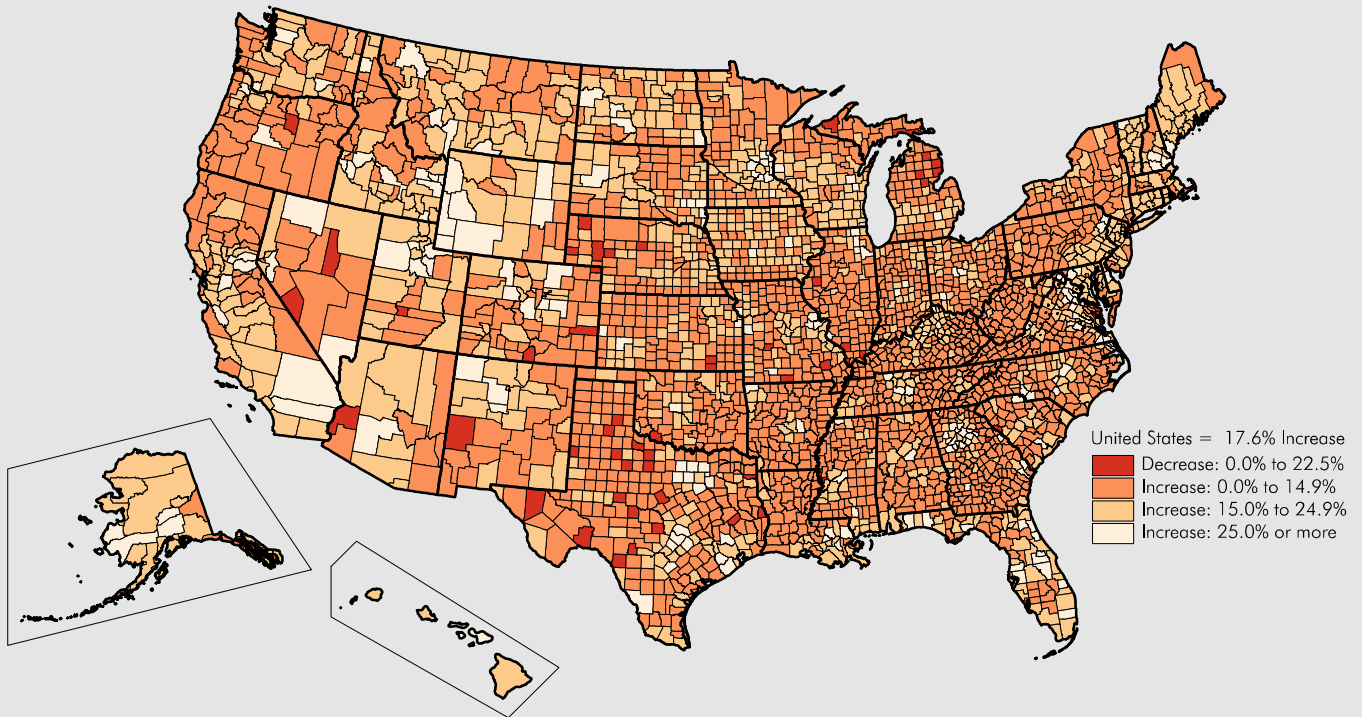 United States = 17.6% Increase
Decrease: 0.0% to 22.5%
Increase: 0.0% to 14.9%
Increase: 15.0% to 24.9%
Increase: 25.0% or more